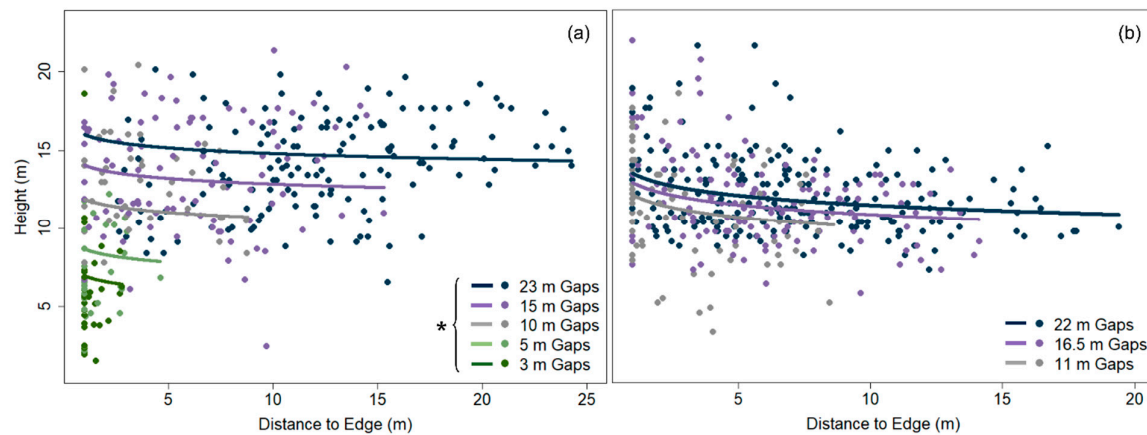 (a)
(b)
Height (m)
20
15
10
5
*
23 m Gaps
15 m Gaps
10 m Gaps
5 m Gaps
3 m Gaps
22 m Gaps
16.5 m Gaps
11 m Gaps
5 10 15 20 25
5 10 15 20
Distance to Edge (m)
Distance to Edge (m)